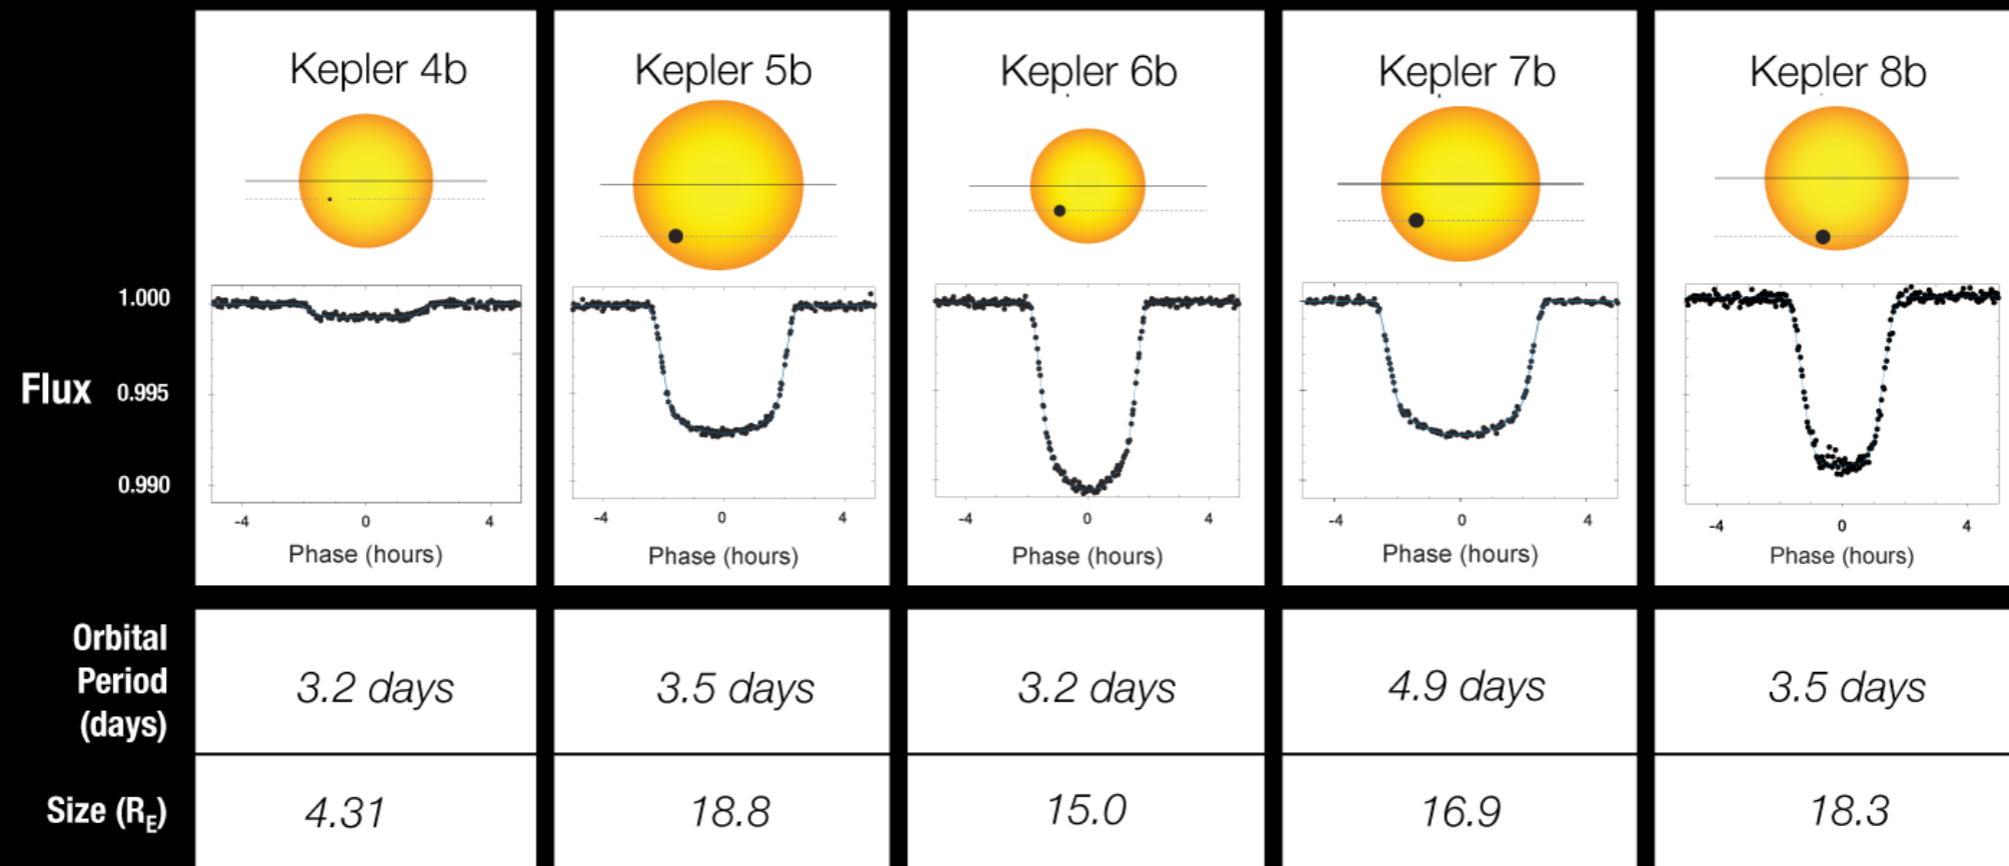 Kepler 4b
Kepler 5b
Kepler 6b
Kepler 7b
Kepler 8b
Flux
1.000
0.995
0.990
-4 0 4
Phase (hours)
-4 0 4
Phase (hours)
-4 0 4
Phase (hours)
-4 0 4
Phase (hours)
-4 0 4
Phase (hours)
Orbital
Period
(days)
3.2 days
3.5 days
3.2 days
4.9 days
3.5 days
Size (RE)
4.31
18.8
15.0
16.9
18.3